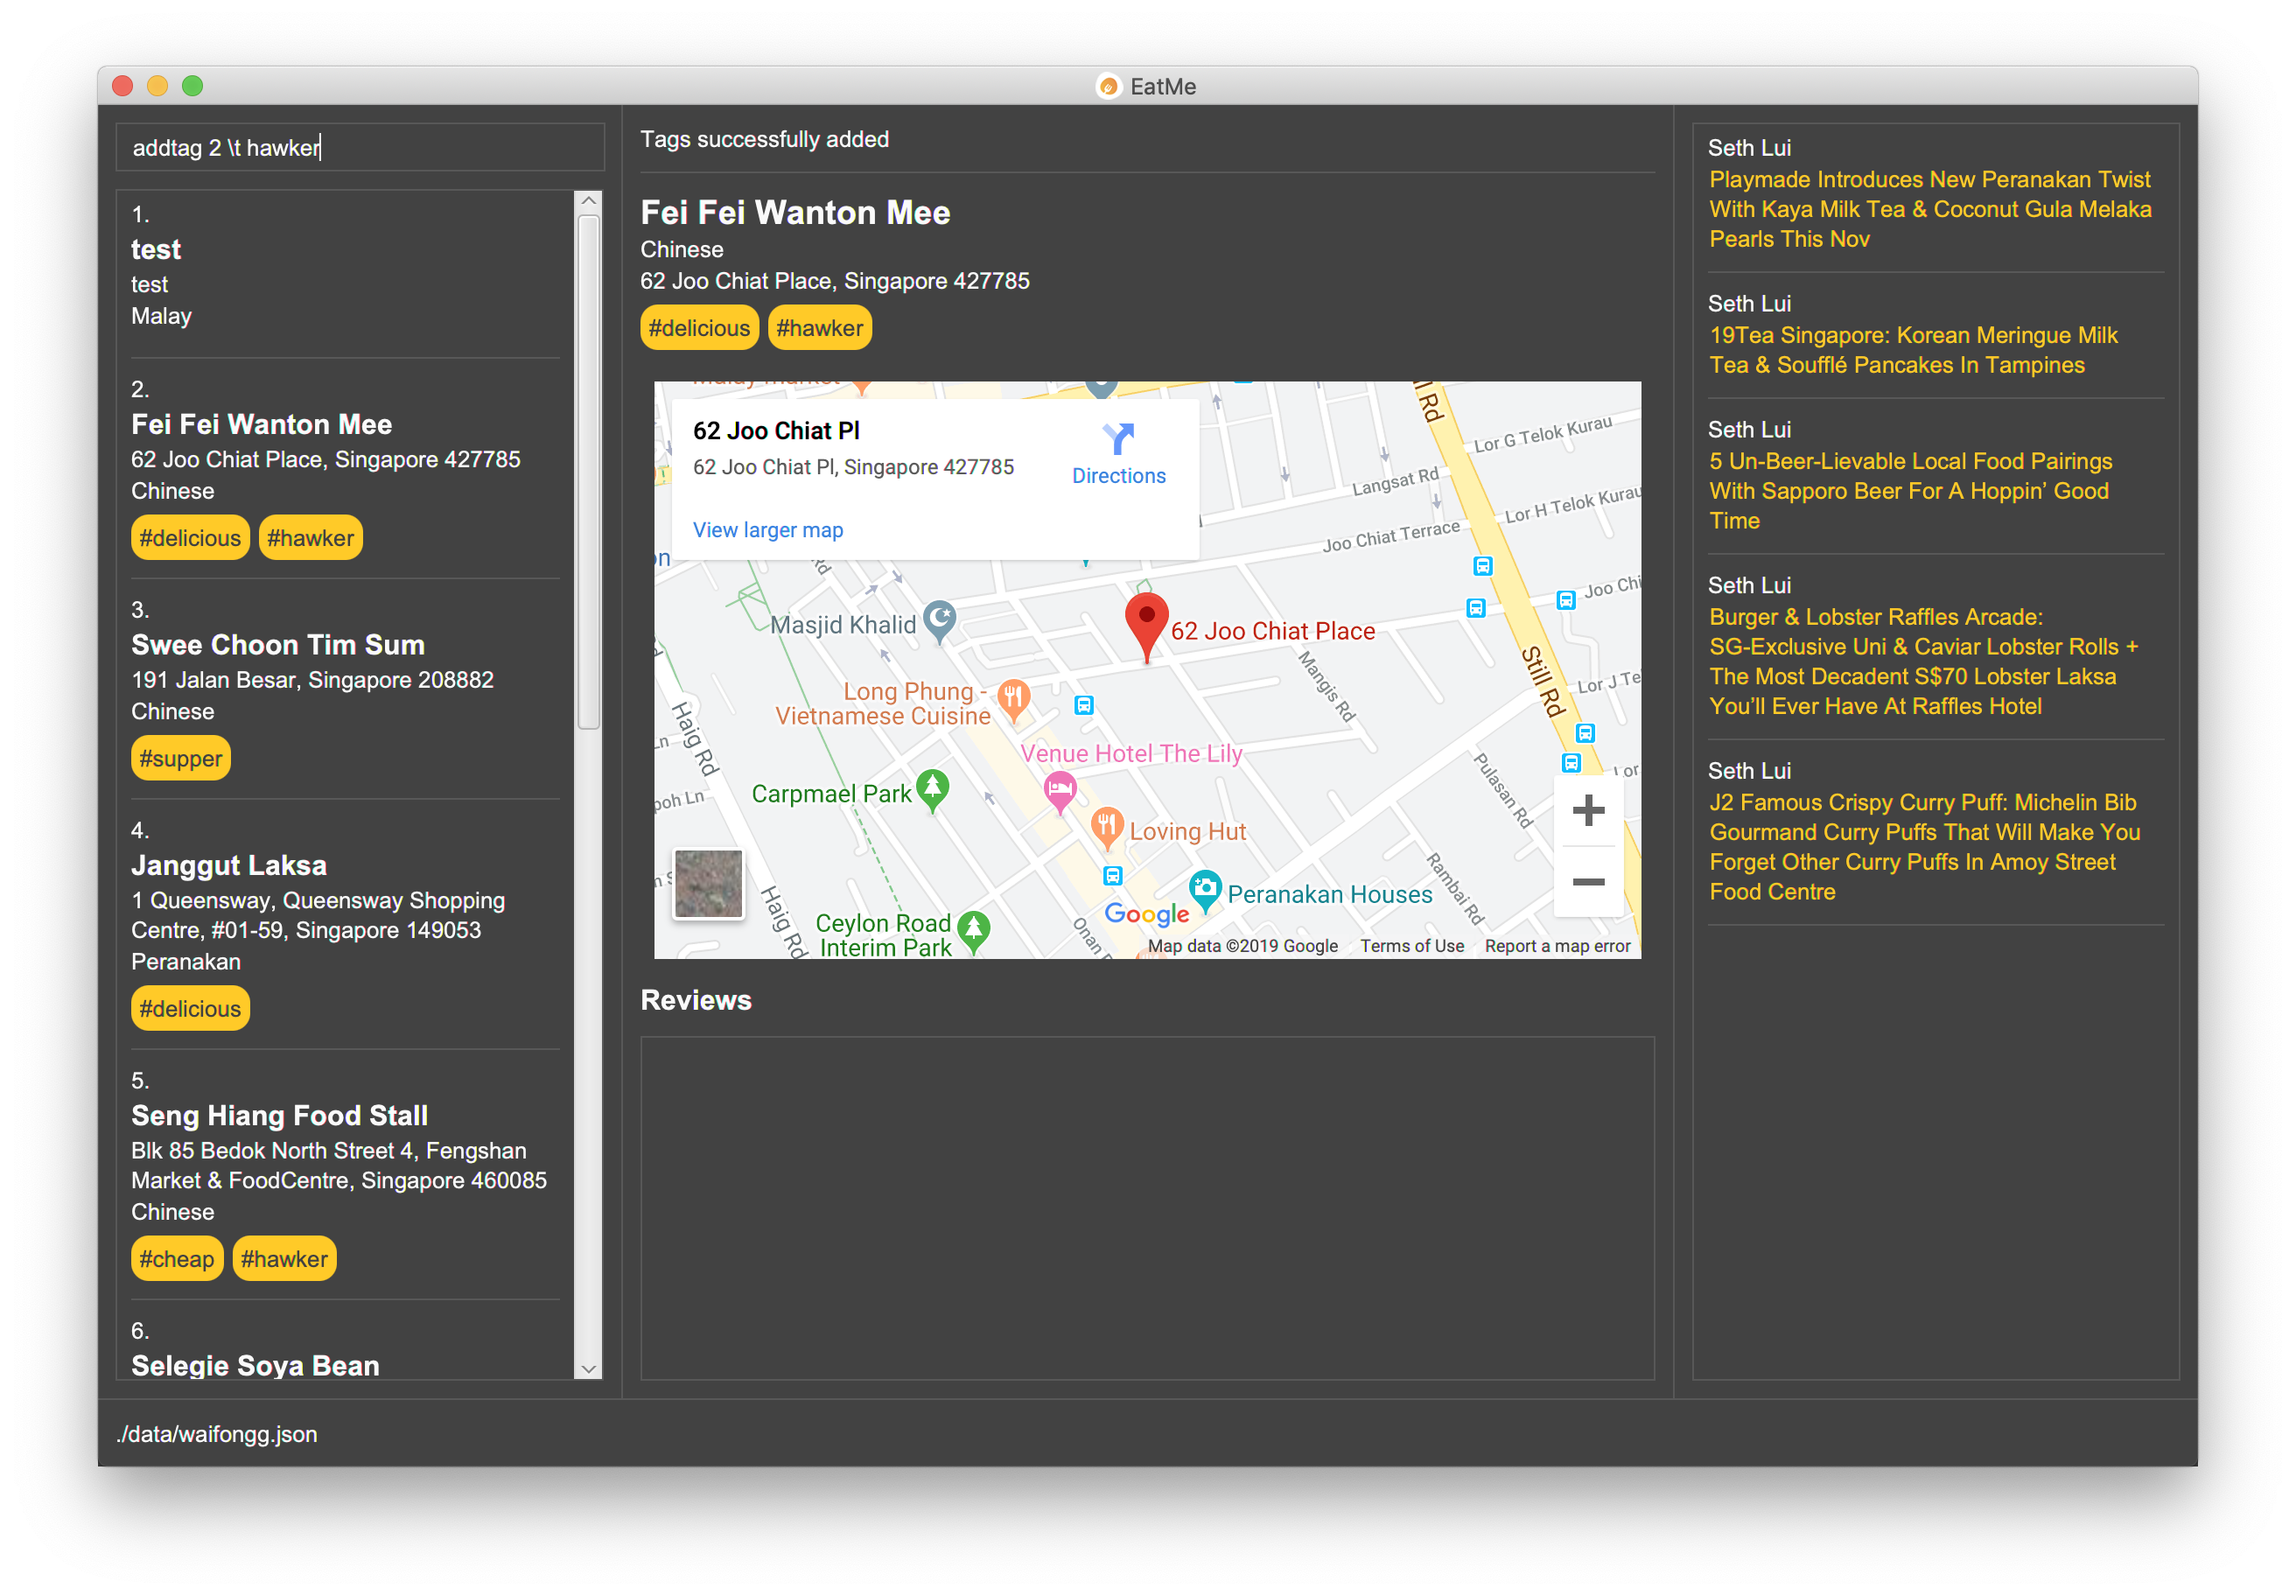 EatMe
addtag 2 \t hawker
1.
test
test
Malay
2.
Fei Fei Wanton Mee
62 Joo Chiat Place, Singapore 427785
Chinese
#delicious #hawker
3.
Swee Choon Tim Sum
191 Jalan Besar, Singapore 208882
Chinese
#supper
4.
Janggut Laksa
1 Queensway, Queensway Shopping
Centre, #01-59, Singapore 149053
Peranakan
#delicious
5.
Seng Hiang Food Stall
Blk 85 Bedok North Street 4, Fengshan
Market & FoodCentre, Singapore 460085
Chinese
#cheap #hawker
6.
Selegie Soya Bean
Tags successfully added
Fei Fei Wanton Mee
Chinese
62 Joo Chiat Place, Singapore 427785
#delicious #hawker
62 Joo Chiat Pl
62 Joo Chiat Pl, Singapore 427785
Directions
View larger map
Lor G Telok Kurau
Langsat Rd
Lor H Telok Kurau
Joo Chiat Terrace
Joo Chi
Masjid Khalid
62 Joo Chiat Place
Mangis Rd
Still Rd
Lor J Te
Long Phung -
Vietnamese Cuisine
Haig Rd
Venue Hotel The Lily
Pulasan Rd
Lor
Carpmael Park
poh Ln
Loving Hut
Rambai Rd
Peranakan Houses
Haig Rd
Ceylon Road
Interim Park
Google
Map data ©2019 Google Terms of Use Report a map error
Reviews
Seth Lui
Playmade Introduces New Peranakan Twist
With Kaya Milk Tea & Coconut Gula Melaka
Pearls This Nov
Seth Lui
19Tea Singapore: Korean Meringue Milk
Tea & Soufflé Pancakes In Tampines
Seth Lui
5 Un-Beer-Lievable Local Food Pairings
With Sapporo Beer For A Hoppin’ Good
Time
Seth Lui
Burger & Lobster Raffles Arcade:
SG-Exclusive Uni & Caviar Lobster Rolls +
The Most Decadent S$70 Lobster Laksa
You’ll Ever Have At Raffles Hotel
Seth Lui
J2 Famous Crispy Curry Puff: Michelin Bib
Gourmand Curry Puffs That Will Make You
Forget Other Curry Puffs In Amoy Street
Food Centre
./data/waifongg.json